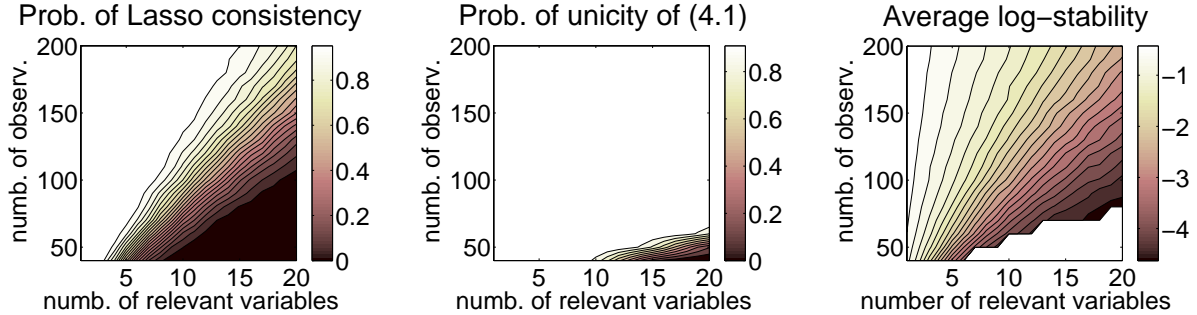 Prob. of Lasso consistency
numb. of observ.
200
150
100
50
5 10 15 20
numb. of relevant variables
0.8
0.6
0.4
0.2
0
Prob. of unicity of (4.1)
numb. of observ.
200
150
100
50
5 10 15 20
numb. of relevant variables
0.8
0.6
0.4
0.2
0
Average log−stability
numb. of observ.
200
150
100
50
5 10 15 20
number of relevant variables
−1
−2
−3
−4